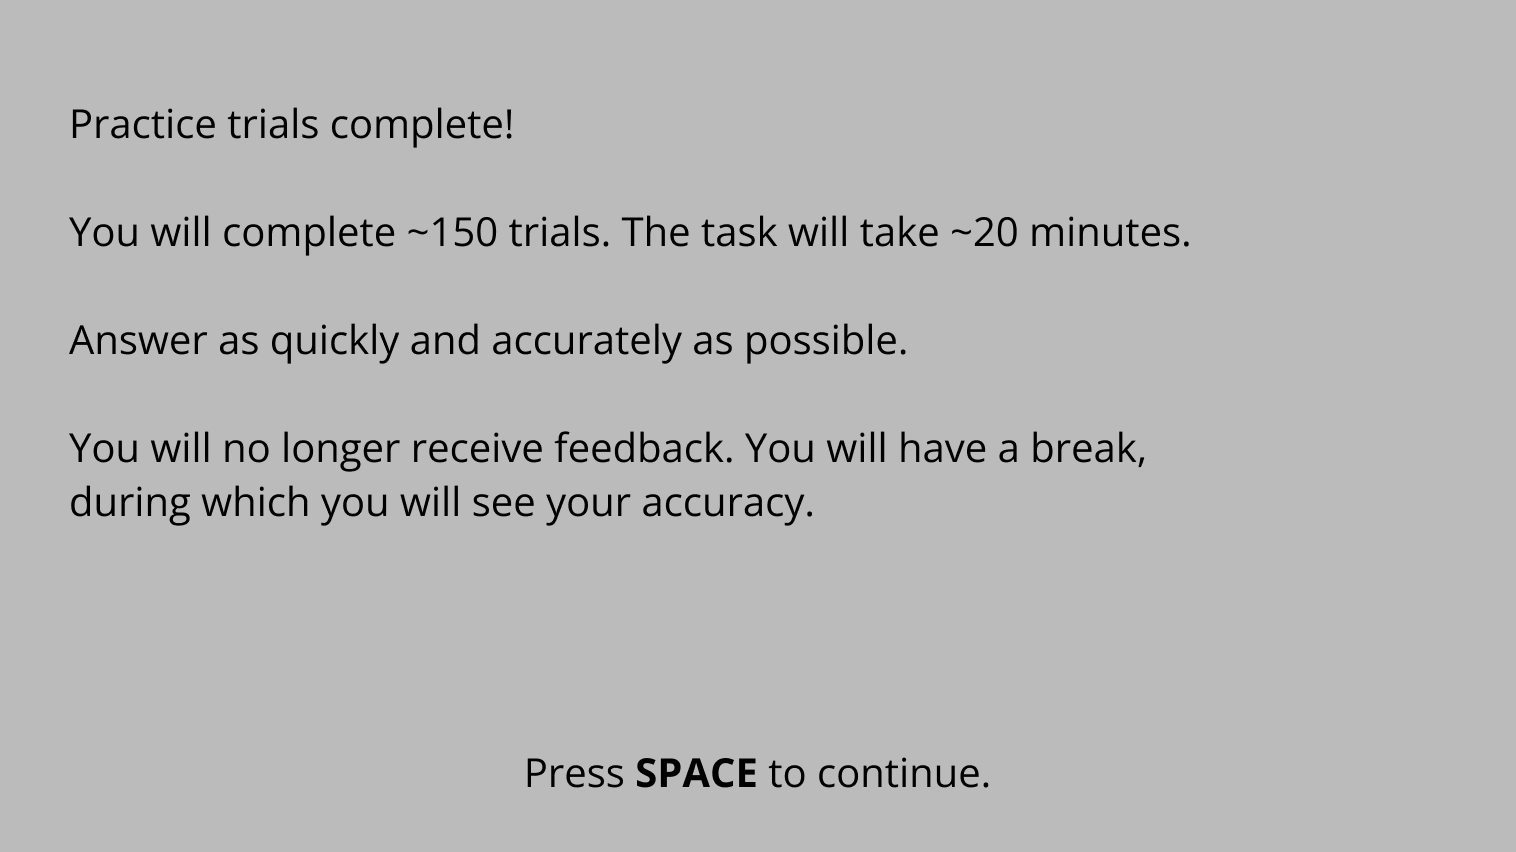 Practice trials complete!
You will complete ~150 trials. The task will take ~20 minutes.
Answer as quickly and accurately as possible.
You will no longer receive feedback. You will have a break,
during which you will see your accuracy.
Press SPACE to continue.